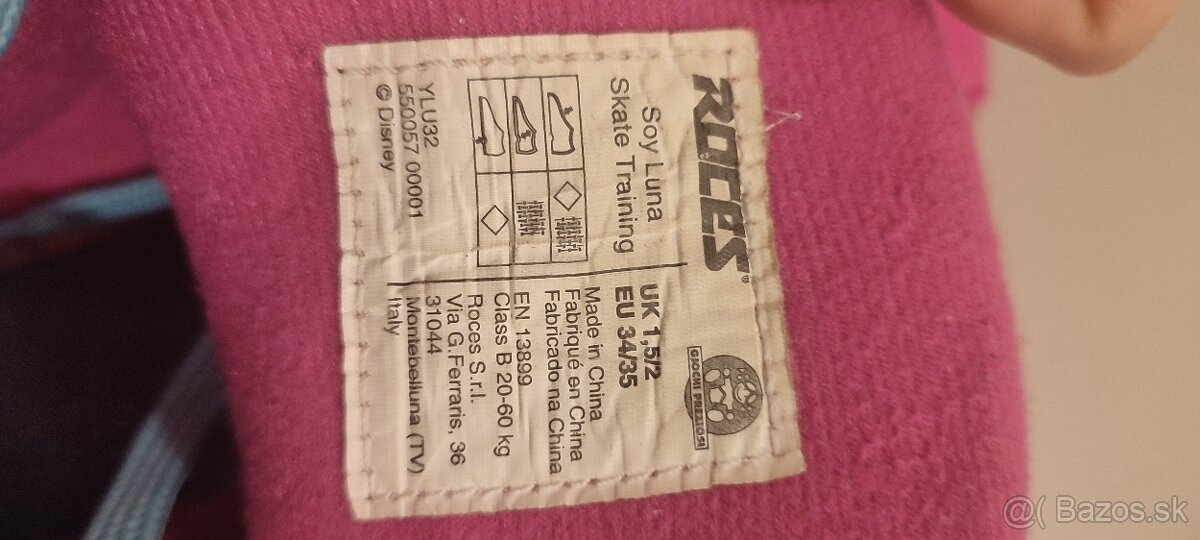 ROCES®
Soy Luna
Skate Training
YLU32
550057 00001
© Disney
GIOCHI PREZIOSI
UK 1,5/2
EU 34/35
Made in China
Fabriqué en China
Fabricado na China
EN 13899
Class B 20-60 kg
Roces S.r.l.
Via G.Ferraris, 36
31044
Montebelluna (TV)
Italy
@( Bazos.sk